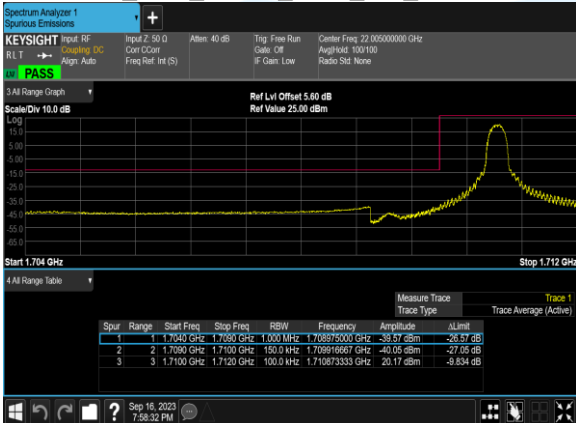 Spectrum Analyzer 1
Spurious Emissions
+
KEYSIGHT Input: RF Input Z: 50 Ω Atten: 40 dB Trig: Free Run Center Freq: 22.005000000 GHz
RLT Coupling: DC Corr CCorr Gate: Off Avg|Hold: 100/100
Align: Auto Freq Ref: Int (S) IF Gain: Low Radio Std: None
PASS
3 All Range Graph
Ref Lvl Offset 5.60 dB
Scale/Div 10.0 dB Ref Value 25.00 dBm
Log
15.0
5.00
-5.00
-15.0
-25.0
-35.0
-45.0
-55.0
-65.0
Start 1.704 GHz Stop 1.712 GHz
4 All Range Table
Measure Trace Trace 1
Trace Type Trace Average (Active)
Spur Range Start Freq Stop Freq RBW Frequency Amplitude ΔLimit
1 1 1.7040 GHz 1.7090 GHz 1.000 MHz 1.708975000 GHz -39.57 dBm -26.57 dB
2 2 1.7090 GHz 1.7100 GHz 150.0 kHz 1.709916667 GHz -40.05 dBm -27.05 dB
3 3 1.7100 GHz 1.7120 GHz 100.0 kHz 1.710873333 GHz 20.17 dBm -9.834 dB
? Sep 16, 2023
7:58:32 PM